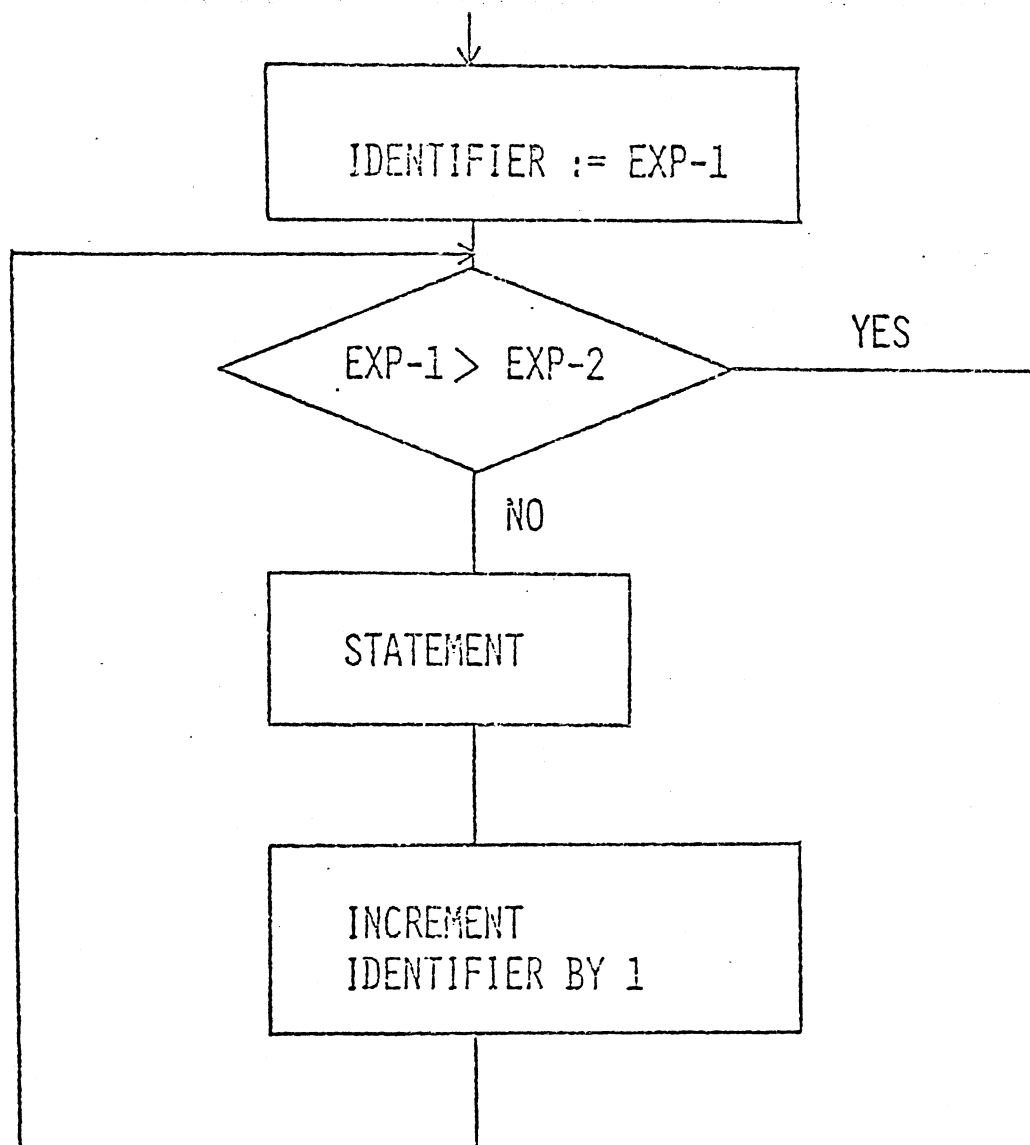 IDENTIFIER := EXP-1
EXP-1 > EXP-2
YES
NO
STATEMENT
INCREMENT
IDENTIFIER BY 1